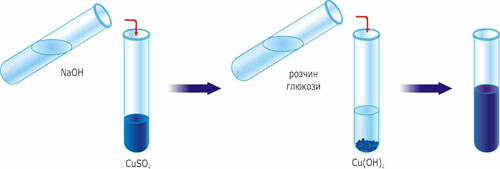 NaOH
CuSO₄
розчин
глюкози
Cu(OH)₂